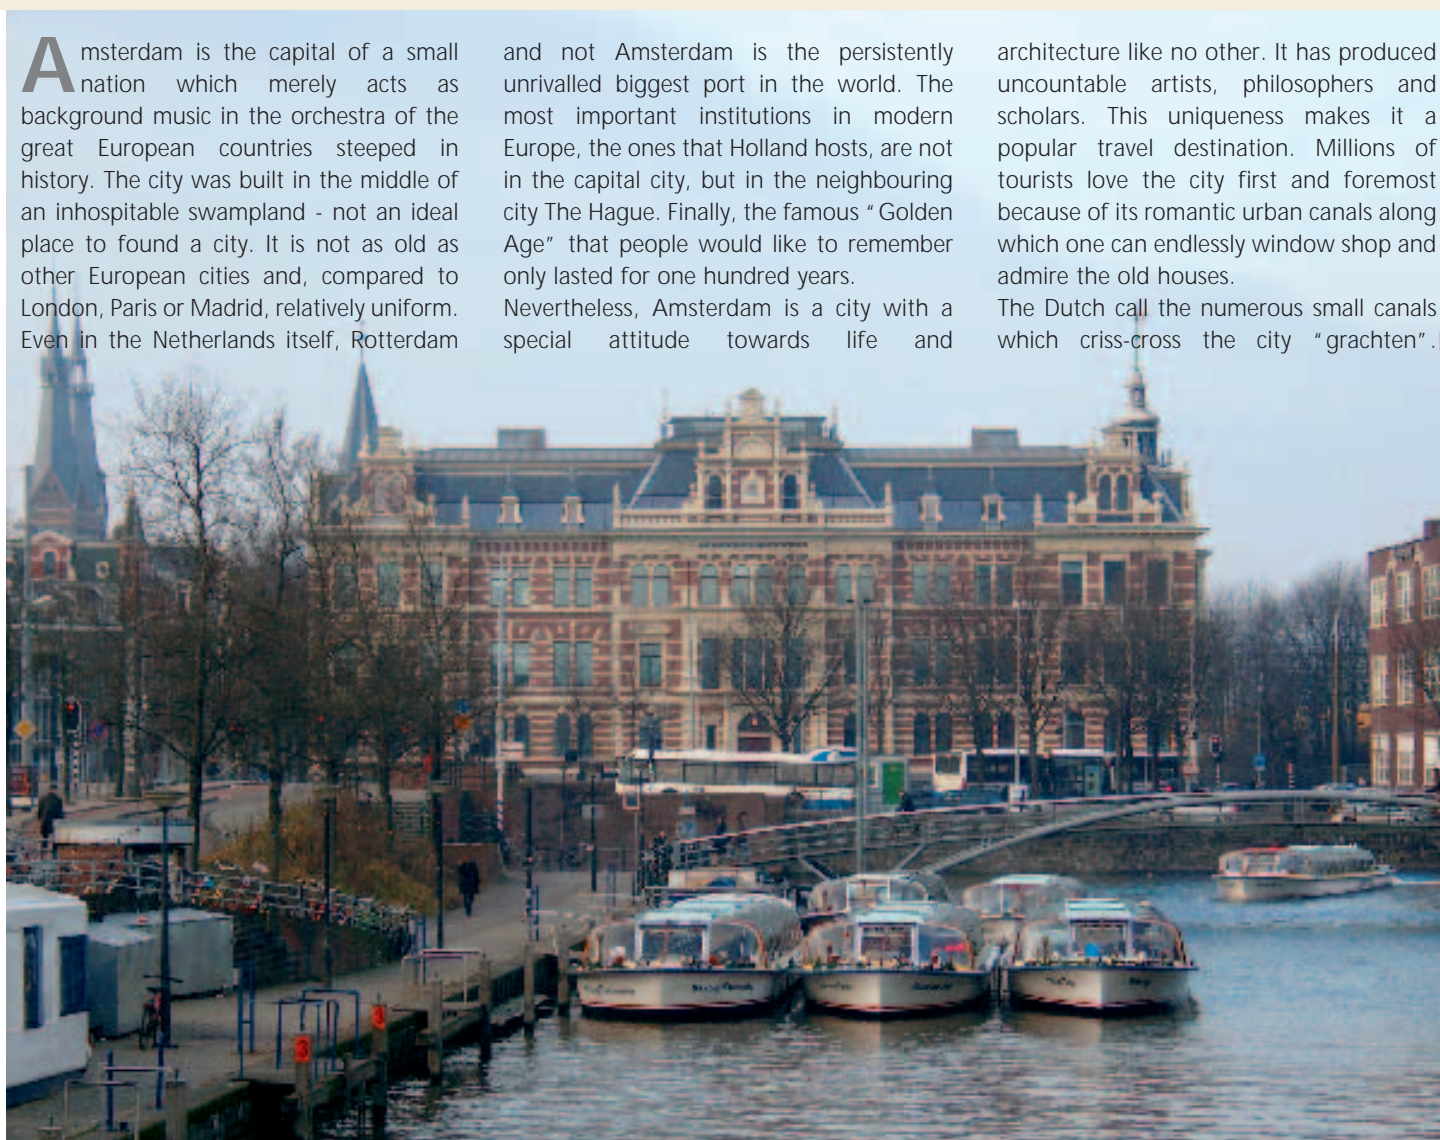 Amsterdam is the capital of a small
nation which merely acts as
background music in the orchestra of the
great European countries steeped in
history. The city was built in the middle of
an inhospitable swampland - not an ideal
place to found a city. It is not as old as
other European cities and, compared to
London, Paris or Madrid, relatively uniform.
Even in the Netherlands itself, Rotterdam
and not Amsterdam is the persistently
unrivalled biggest port in the world. The
most important institutions in modern
Europe, the ones that Holland hosts, are not
in the capital city, but in the neighbouring
city The Hague. Finally, the famous "Golden
Age" that people would like to remember
only lasted for one hundred years.
Nevertheless, Amsterdam is a city with a
special attitude towards life and
architecture like no other. It has produced
uncountable artists, philosophers and
scholars. This uniqueness makes it a
popular travel destination. Millions of
tourists love the city first and foremost
because of its romantic urban canals along
which one can endlessly window shop and
admire the old houses.
The Dutch call the numerous small canals
which criss-cross the city "grachten".
3
3